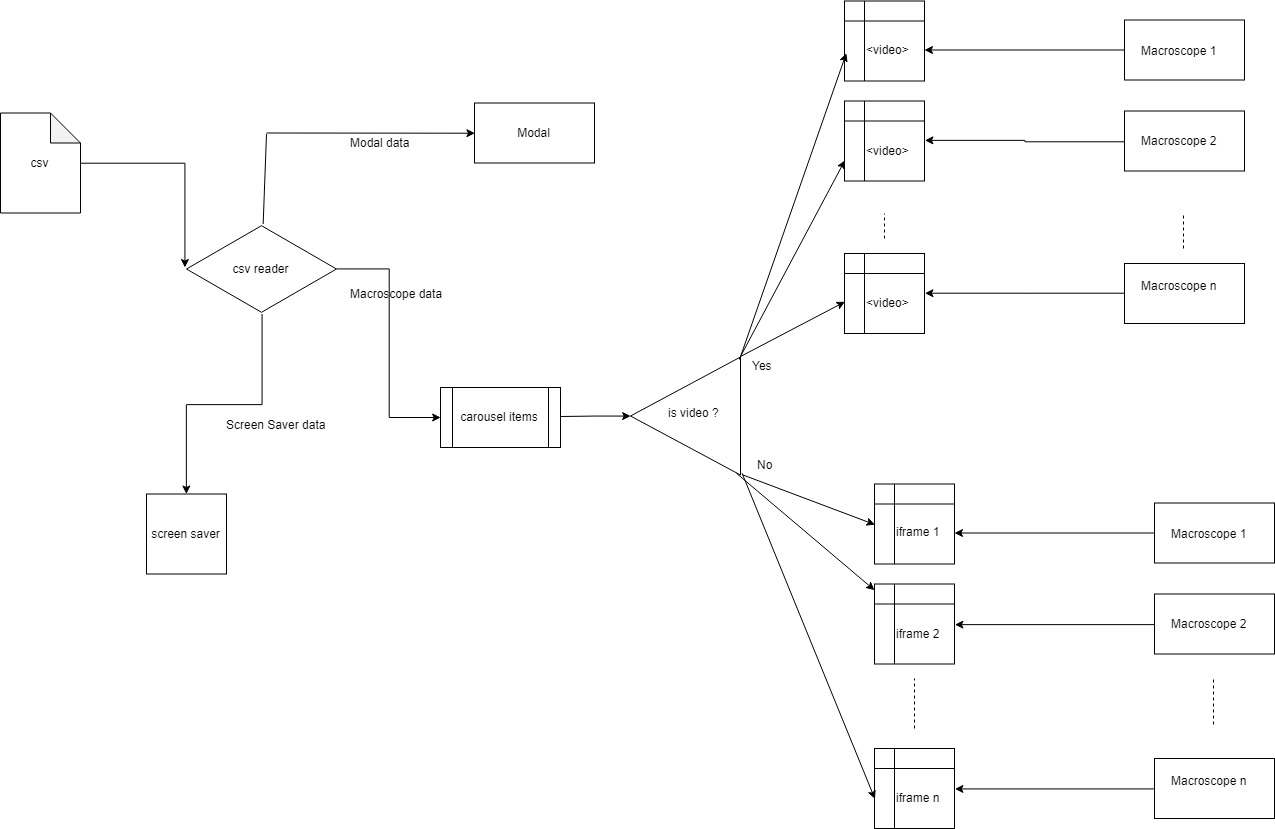 csv
Modal data
Modal
csv reader
Macroscope data
Screen Saver data
screen saver
carousel items
is video ?
Yes
No
<video>
Macroscope 1
<video>
Macroscope 2
<video>
Macroscope n
iframe 1
Macroscope 1
iframe 2
Macroscope 2
iframe n
Macroscope n